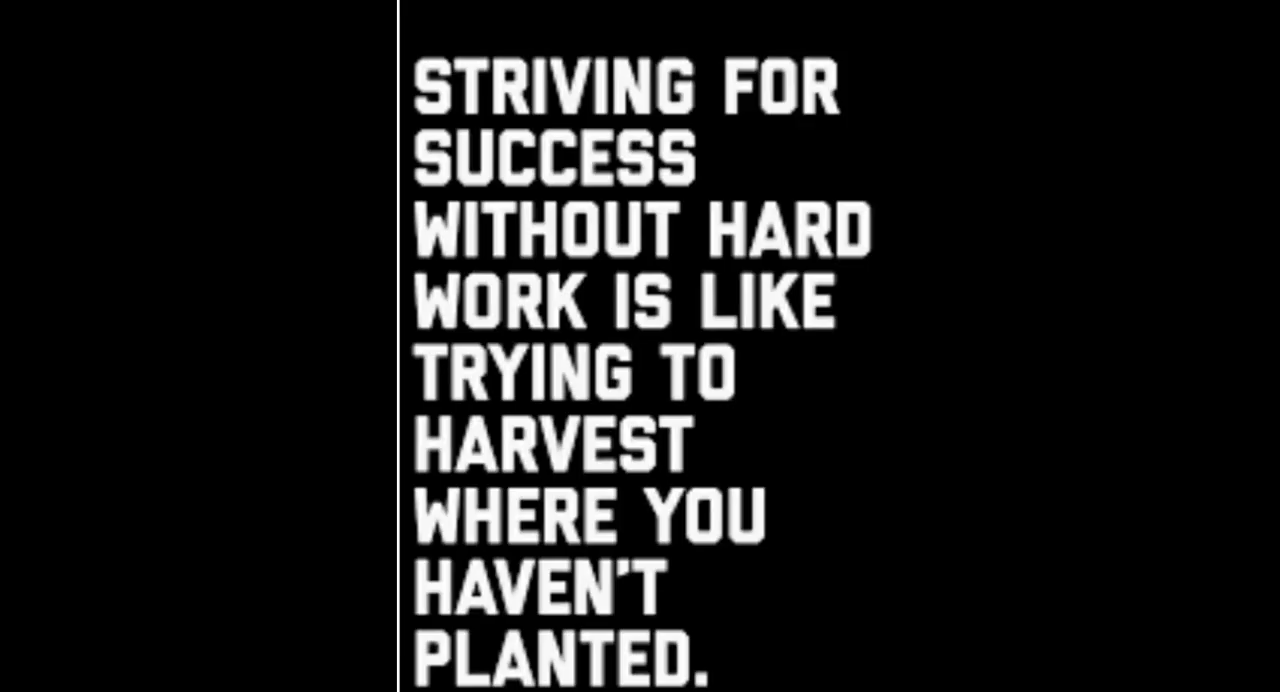 STRIVING FOR
SUCCESS
WITHOUT HARD
WORK IS LIKE
TRYING TO
HARVEST
WHERE YOU
HAVEN'T
PLANTED.